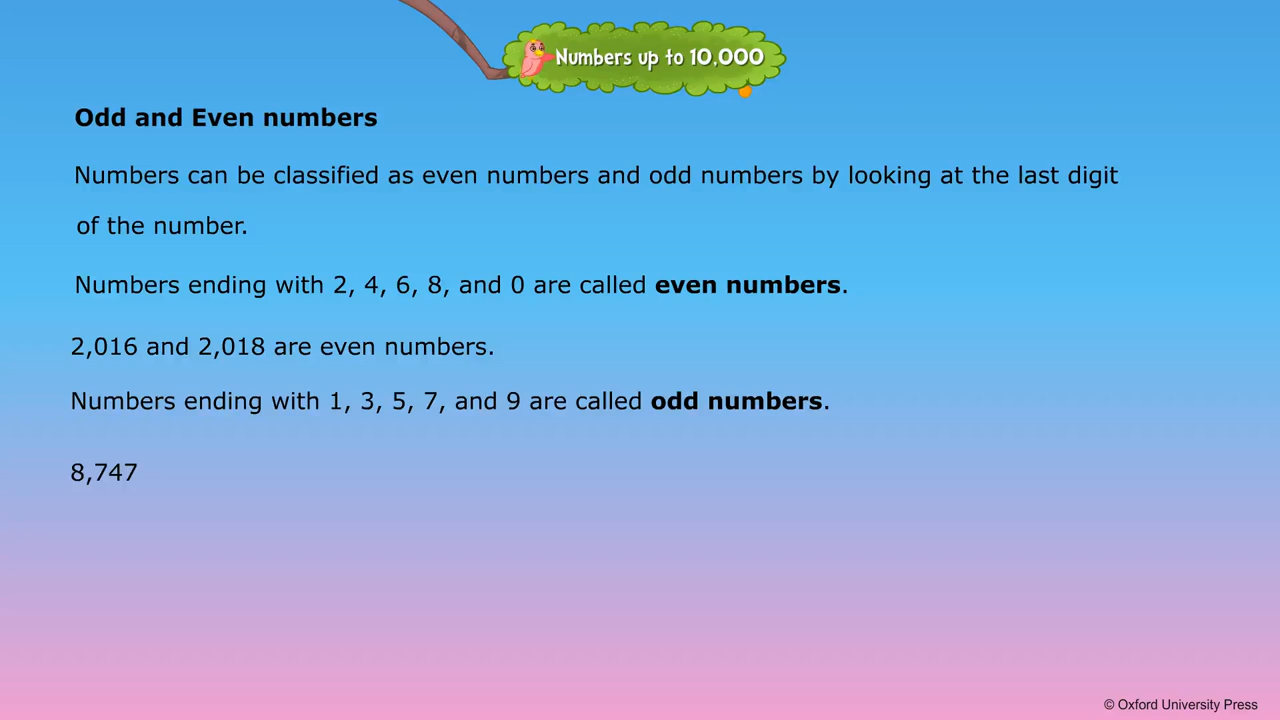 Numbers up to 10,000
Odd and Even numbers
Numbers can be classified as even numbers and odd numbers by looking at the last digit
of the number.
Numbers ending with 2, 4, 6, 8, and 0 are called even numbers.
2,016 and 2,018 are even numbers.
Numbers ending with 1, 3, 5, 7, and 9 are called odd numbers.
8,747
© Oxford University Press